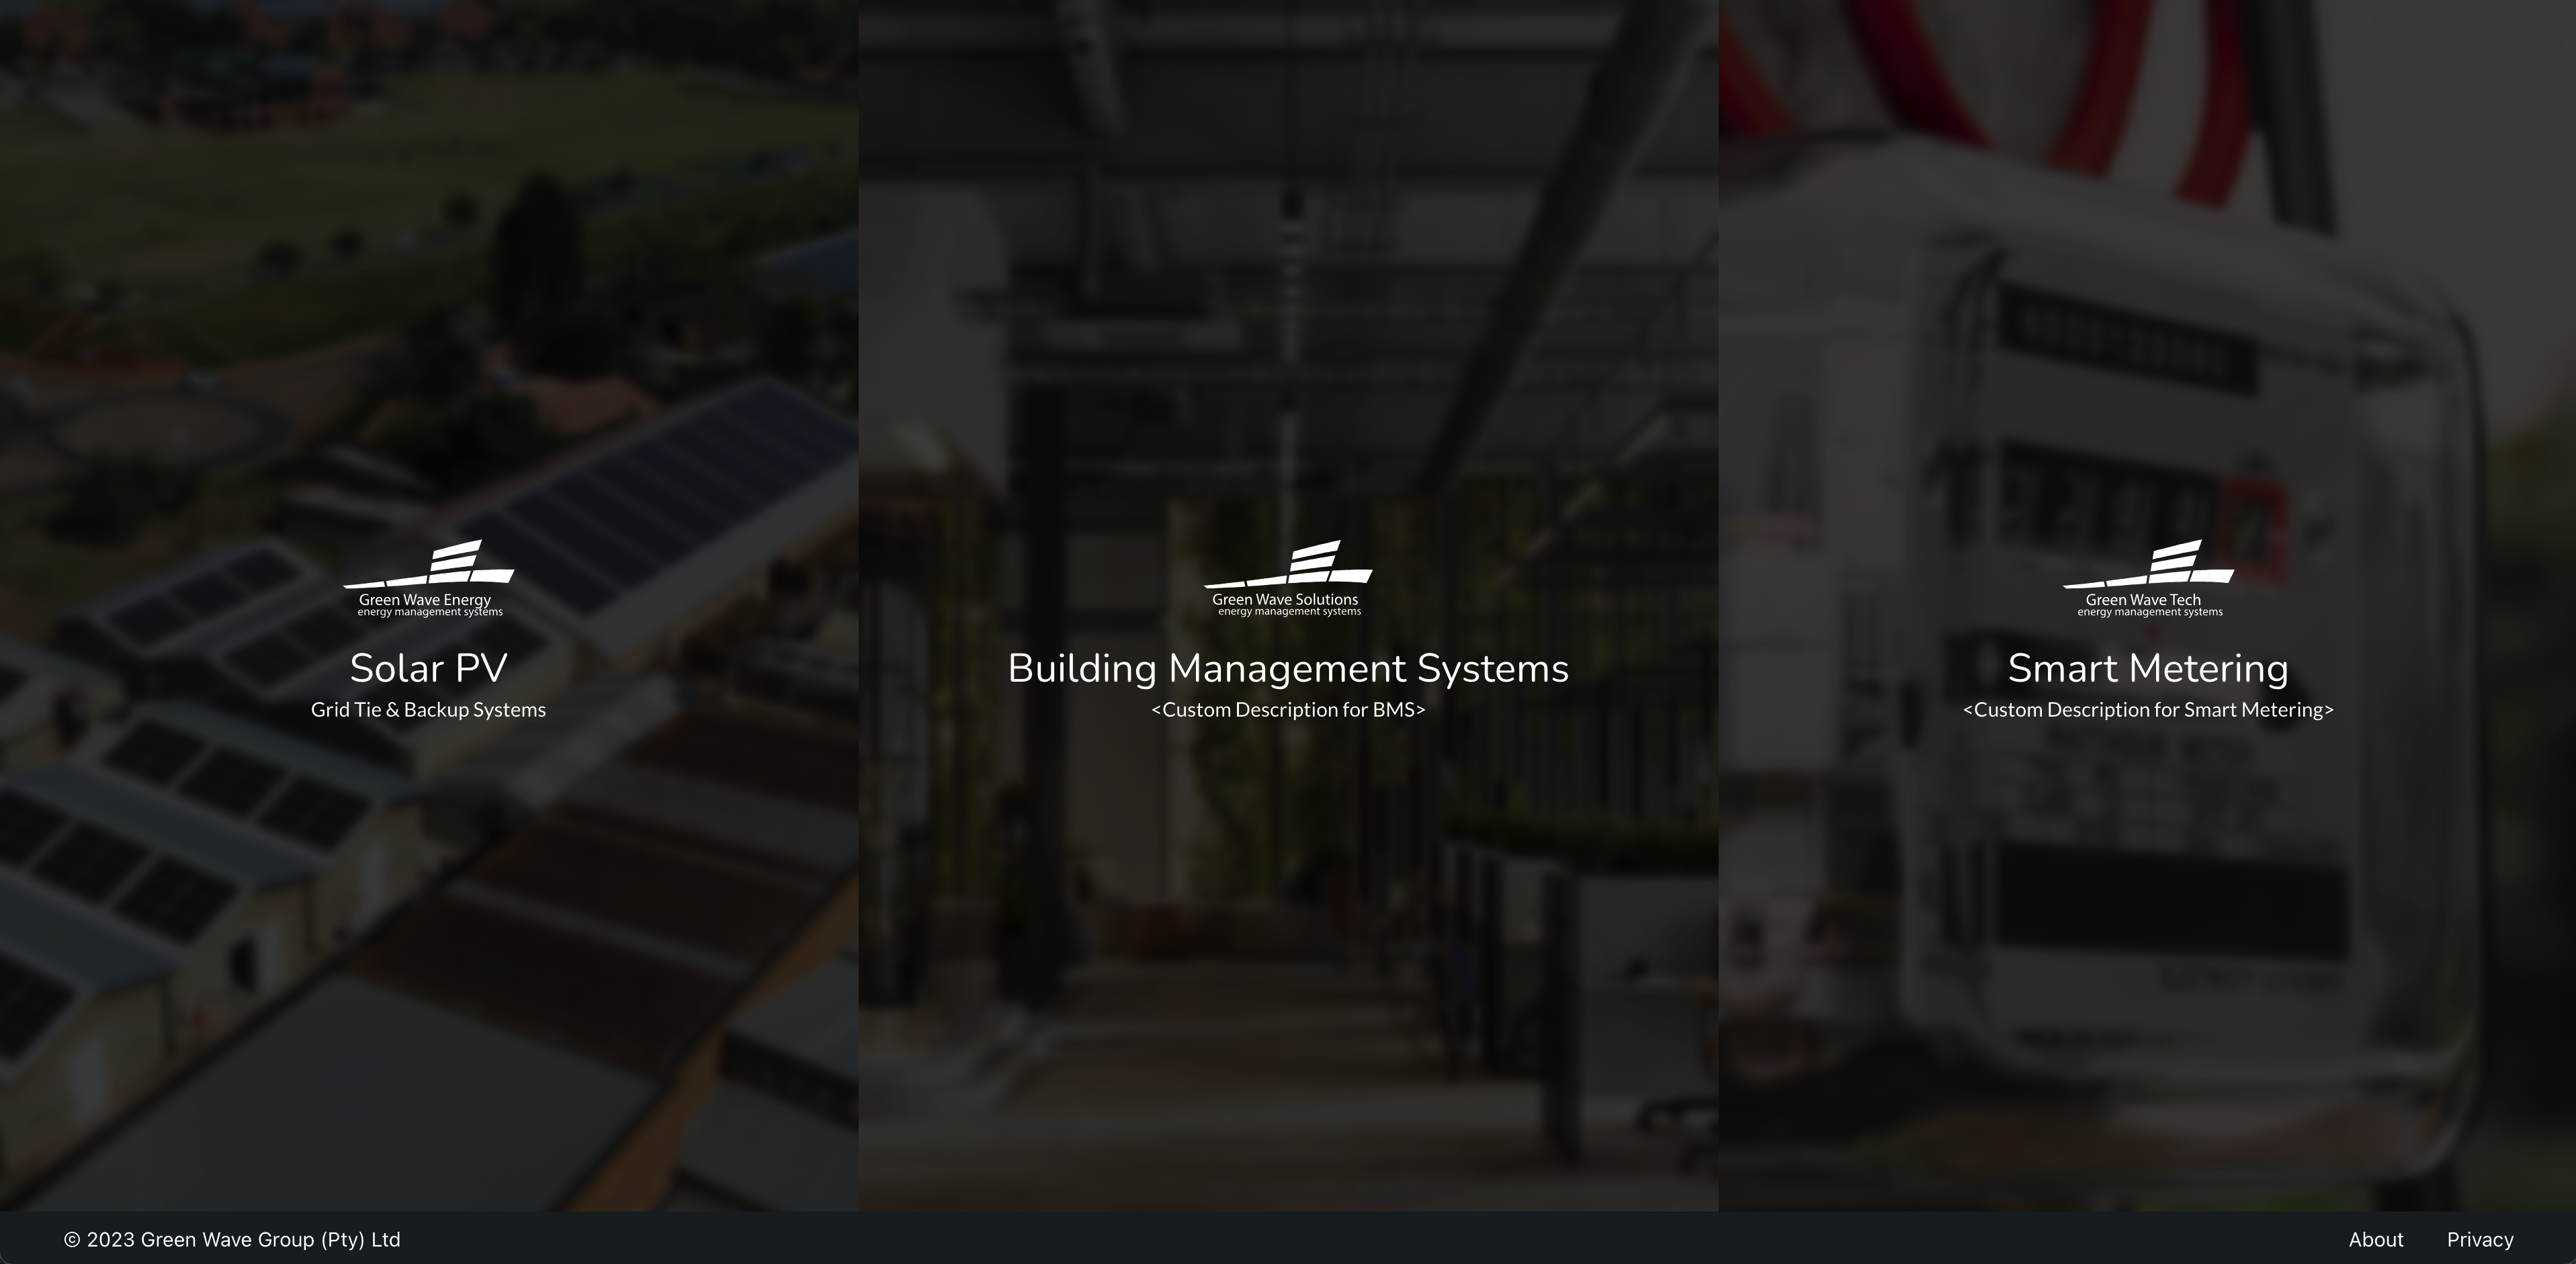 Green Wave Energy
energy management systems
Solar PV
Grid Tie & Backup Systems
Green Wave Solutions
energy management systems
Building Management Systems
<Custom Description for BMS>
Green Wave Tech
energy management systems
Smart Metering
<Custom Description for Smart Metering>
© 2023 Green Wave Group (Pty) Ltd
About
Privacy